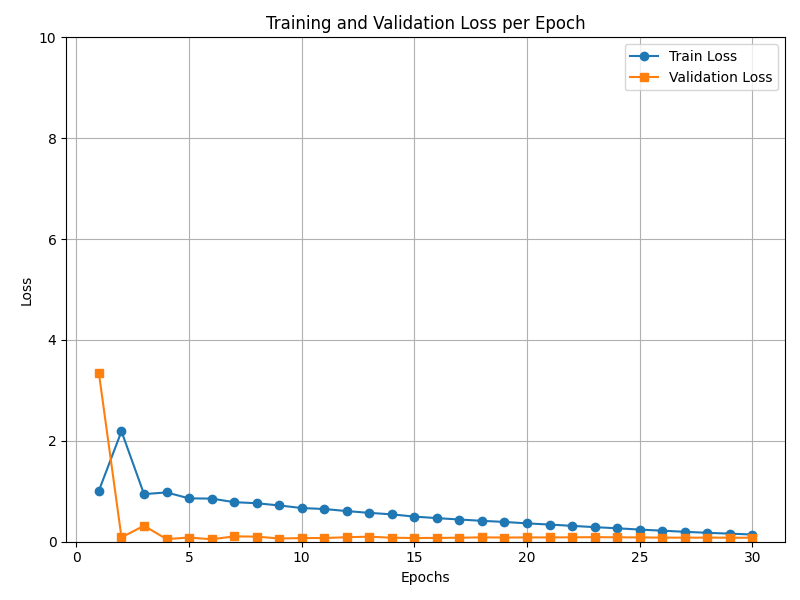 Training and Validation Loss per Epoch
Train Loss
Validation Loss
Loss
10
8
6
4
2
0
0 5 10 15 20 25 30
Epochs